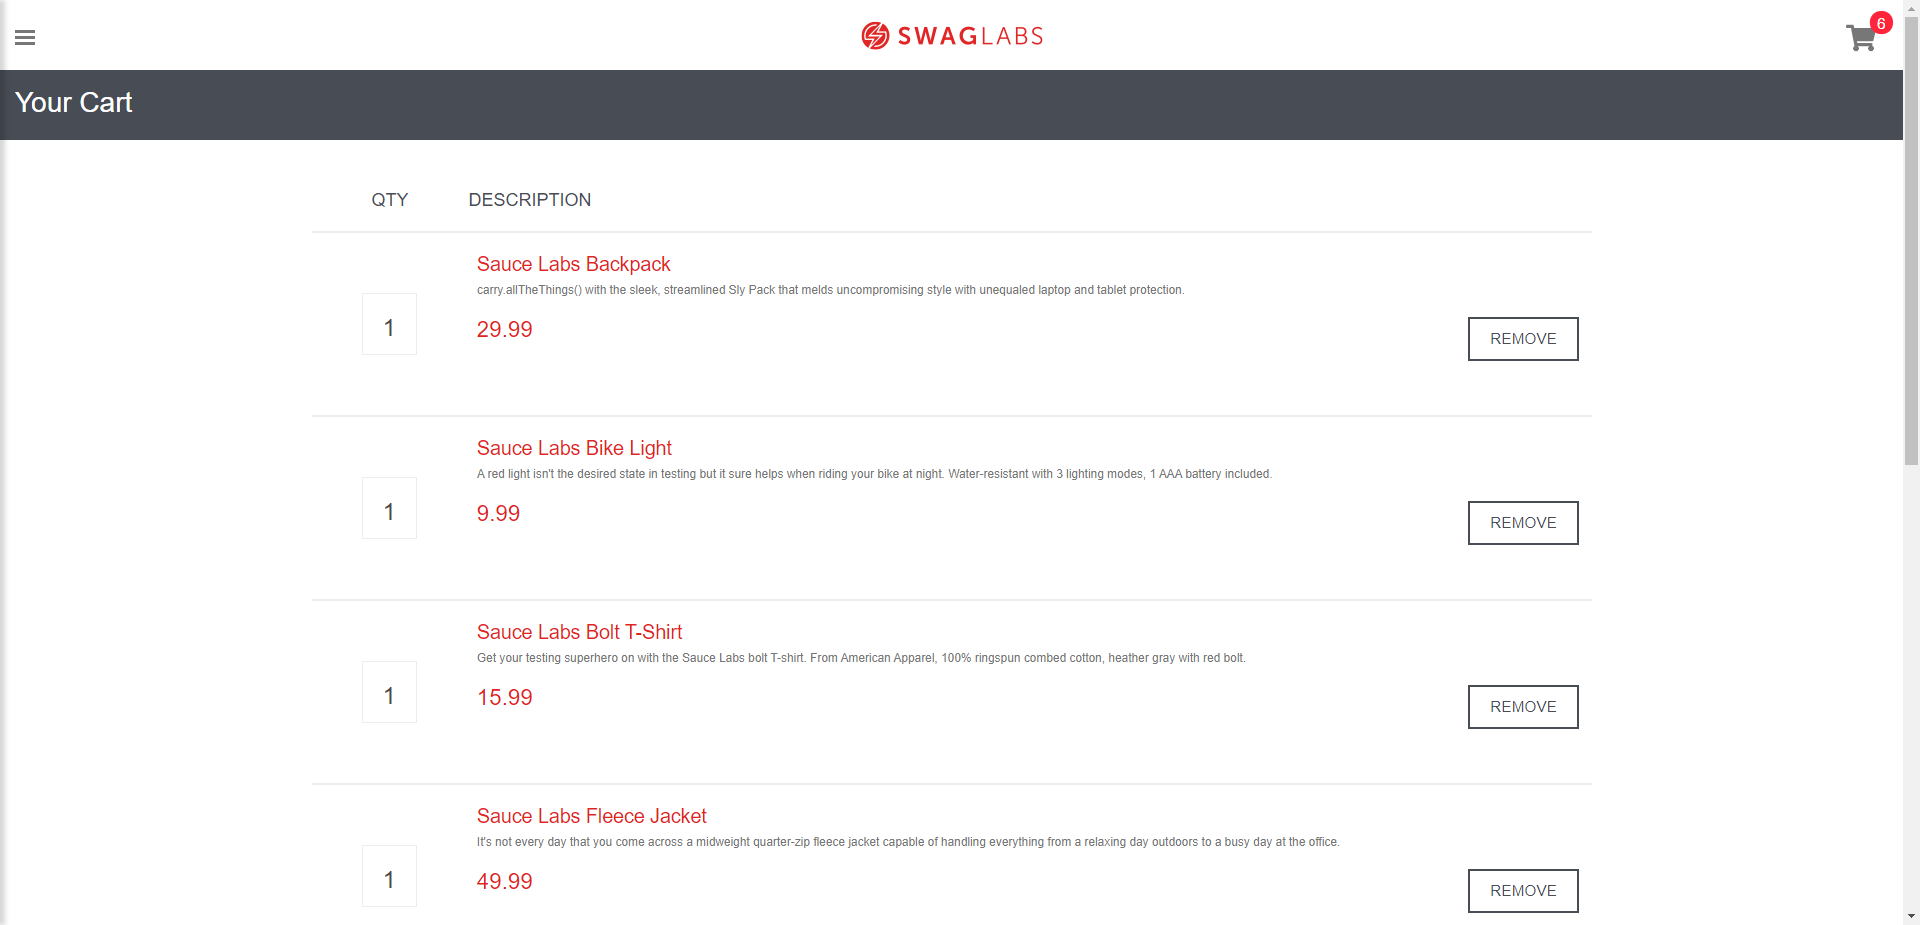 SWAGLABS
6
Your Cart
QTY DESCRIPTION
Sauce Labs Backpack
carry.allTheThings() with the sleek, streamlined Sly Pack that melds uncompromising style with unequaled laptop and tablet protection.
1
29.99
REMOVE
Sauce Labs Bike Light
A red light isn't the desired state in testing but it sure helps when riding your bike at night. Water-resistant with 3 lighting modes, 1 AAA battery included.
1
9.99
REMOVE
Sauce Labs Bolt T-Shirt
Get your testing superhero on with the Sauce Labs bolt T-shirt. From American Apparel, 100% ringspun combed cotton, heather gray with red bolt.
1
15.99
REMOVE
Sauce Labs Fleece Jacket
It's not every day that you come across a midweight quarter-zip fleece jacket capable of handling everything from a relaxing day outdoors to a busy day at the office.
1
49.99
REMOVE